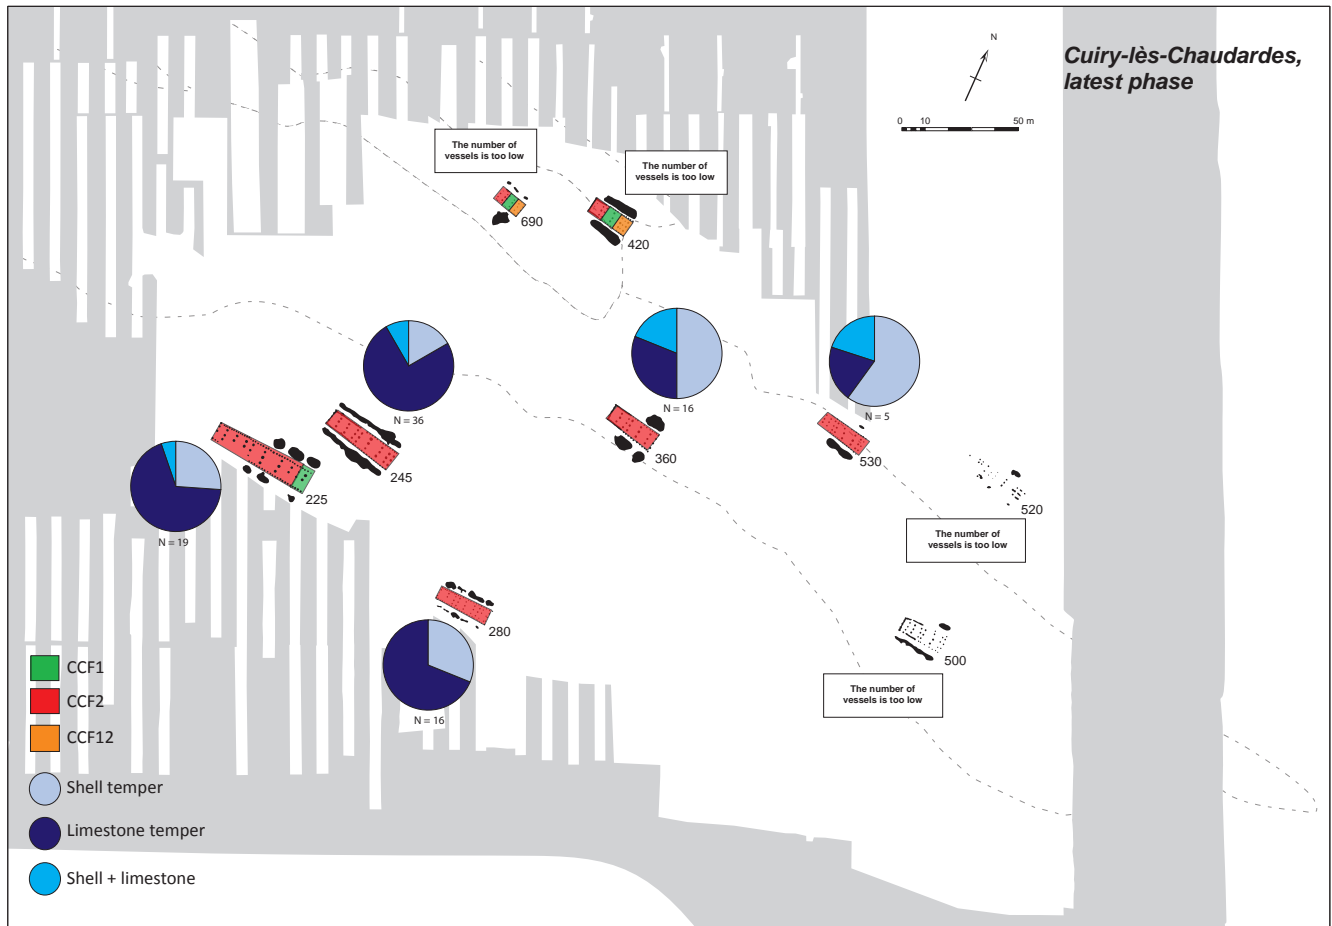 Cuiry-lès-Chaudardes,
latest phase
N
0 10 50 m
The number of
vessels is too low
The number of
vessels is too low
690
420
N = 36
N = 16
N = 5
225
245
360
530
520
N = 19
The number of
vessels is too low
280
500
N = 16
The number of
vessels is too low
CCF1
CCF2
CCF12
Shell temper
Limestone temper
Shell + limestone